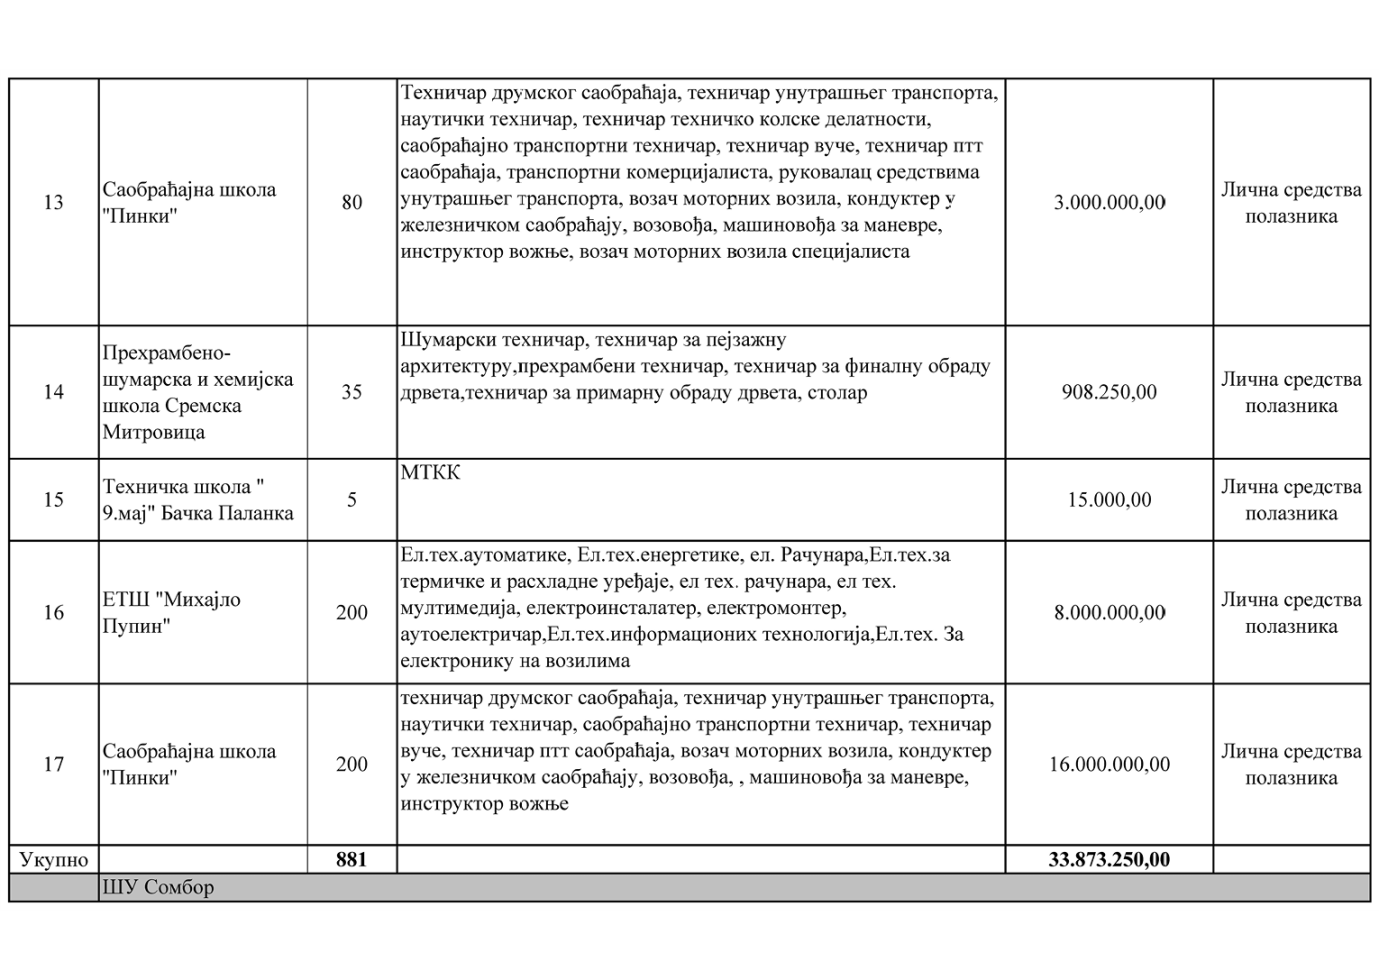 13
Саобраћајна школа
"Пинки"
80
Техничар друмског саобраћаја, техничар унутрашњег транспорта,
наутички техничар, техничар техничко колске делатности,
саобраћајно транспортни техничар, техничар вуче, техничар птт
саобраћаја, транспортни комерцијалиста, руковалац средствима
унутрашњег транспорта, возач моторних возила, кондуктер у
железничком саобраћају, возовођа, машиновођа за маневре,
инструктор вожње, возач моторних возила специјалиста
3.000.000,00
Лична средства
полазника
14
Прехрамбено-
шумарска и хемијска
школа Сремска
Митровица
35
Шумарски техничар, техничар за пејзажну
архитектуру,прехрамбени техничар, техничар за финалну обраду
дрвета,техничар за примарну обраду дрвета, столар
908.250,00
Лична средства
полазника
15
Техничка школа "
9.мај" Бачка Паланка
5
МТКК
15.000,00
Лична средства
полазника
16
ЕТШ "Михајло
Пупин"
200
Ел.тех.аутоматике, Ел.тех.енергетике, ел. Рачунара,Ел.тех.за
термичке и расхладне уређаје, ел тех. рачунара, ел тех.
мултимедија, електроинсталатер, електромонтер,
аутоелектричар,Ел.тех.информационих технологија,Ел.тех. За
електронику на возилима
8.000.000,00
Лична средства
полазника
17
Саобраћајна школа
"Пинки"
200
техничар друмског саобраћаја, техничар унутрашњег транспорта,
наутички техничар, саобраћајно транспортни техничар, техничар
вуче, техничар птт саобраћаја, возач моторних возила, кондуктер
у железничком саобраћају, возовођа, , машиновођа за маневре,
инструктор вожње
16.000.000,00
Лична средства
полазника
Укупно
881
33.873.250,00
ШУ Сомбор